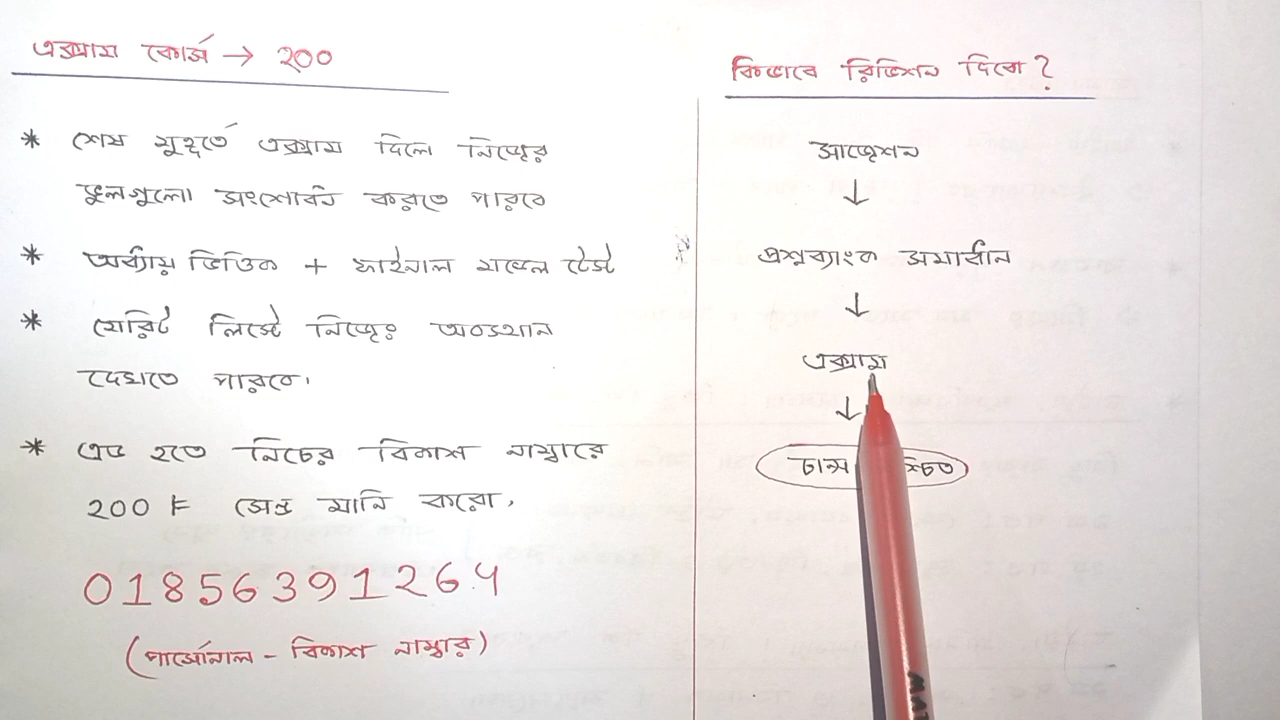 এক্সাম কোর্স → ২০০
* শেষ মুহূর্তে এক্সাম দিলে নিজের
ভুলগুলো সংশোধন করতে পারবে
* অধ্যায় ভিত্তিক + ফাইনাল মডেল টেস্ট
* মেরিট লিস্টে নিজের অবস্থান
দেখতে পারবে।
* এড হতে নিচের বিকাশ নাম্বারে
200 ৳ সেন্ড মানি করো,
01856391264
(পার্সোনাল - বিকাশ নাম্বার)
কিভাবে রিভিশন দিবো?
সাজেশন
↓
প্রশ্নব্যাংক সমাধান
↓
এক্সাম
↓
চান্স